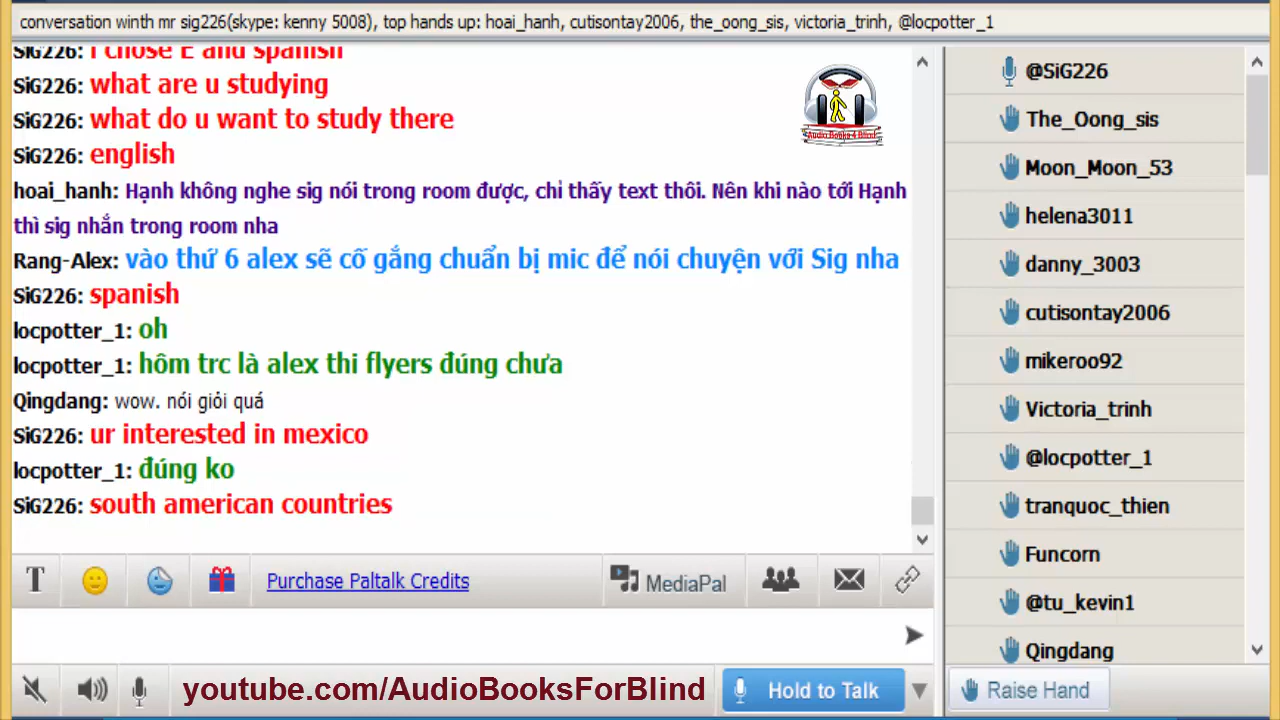 conversation winth mr sig226(skype: kenny 5008), top hands up: hoai_hanh, cutisontay2006, the_oong_sis, victoria_trinh, @locpotter_1
SiG226: i chose E and spanish
SiG226: what are u studying
SiG226: what do u want to study there
SiG226: english
hoai_hanh: Hạnh không nghe sig nói trong room được, chỉ thấy text thôi. Nên khi nào tới Hạnh
thì sig nhắn trong room nha
Rang-Alex: vào thứ 6 alex sẽ cố gắng chuẩn bị mic để nói chuyện với Sig nha
SiG226: spanish
locpotter_1: oh
locpotter_1: hôm trc là alex thi flyers đúng chưa
Qingdang: wow. nói giỏi quá
SiG226: ur interested in mexico
locpotter_1: đúng ko
SiG226: south american countries
Audio Books 4 Blind
@SiG226
The_Oong_sis
Moon_Moon_53
helena3011
danny_3003
cutisontay2006
mikeroo92
Victoria_trinh
@locpotter_1
tranquoc_thien
Funcorn
@tu_kevin1
Qingdang
T Purchase Paltalk Credits MediaPal
youtube.com/AudioBooksForBlind Hold to Talk Raise Hand